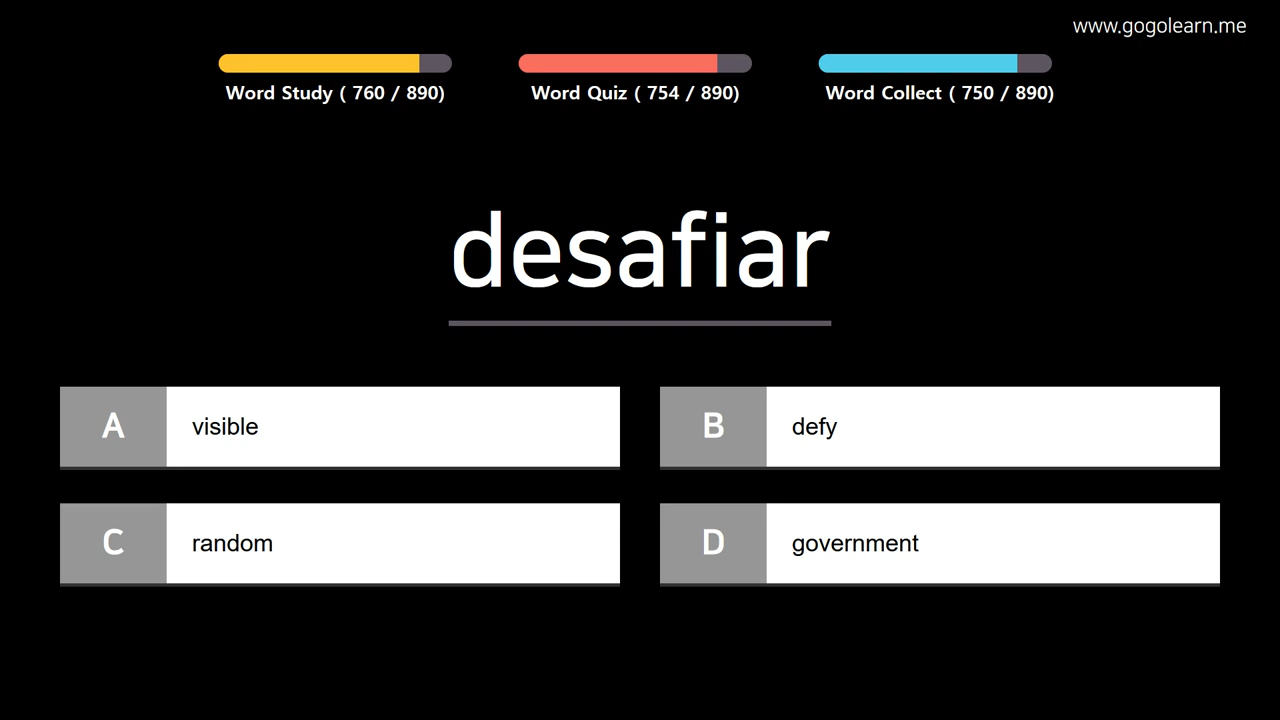 www.gogolearn.me
Word Study ( 760 / 890)
Word Quiz ( 754 / 890)
Word Collect ( 750 / 890)
desafiar
A visible
B defy
C random
D government